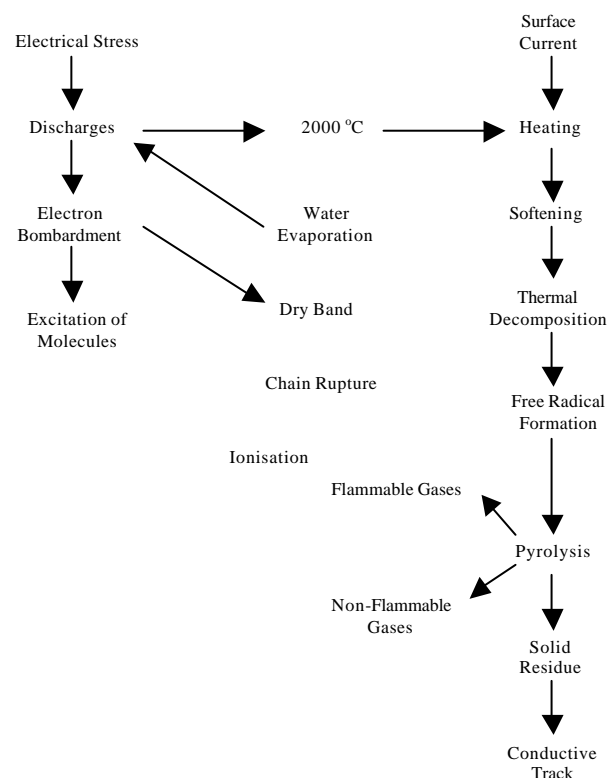 Surface
Current
Electrical Stress
Discharges
2000 °C
Heating
Electron
Bombardment
Water
Evaporation
Softening
Excitation of
Molecules
Dry Band
Thermal
Decomposition
Chain Rupture
Free Radical
Formation
Ionisation
Flammable Gases
Pyrolysis
Non-Flammable
Gases
Solid
Residue
Conductive
Track